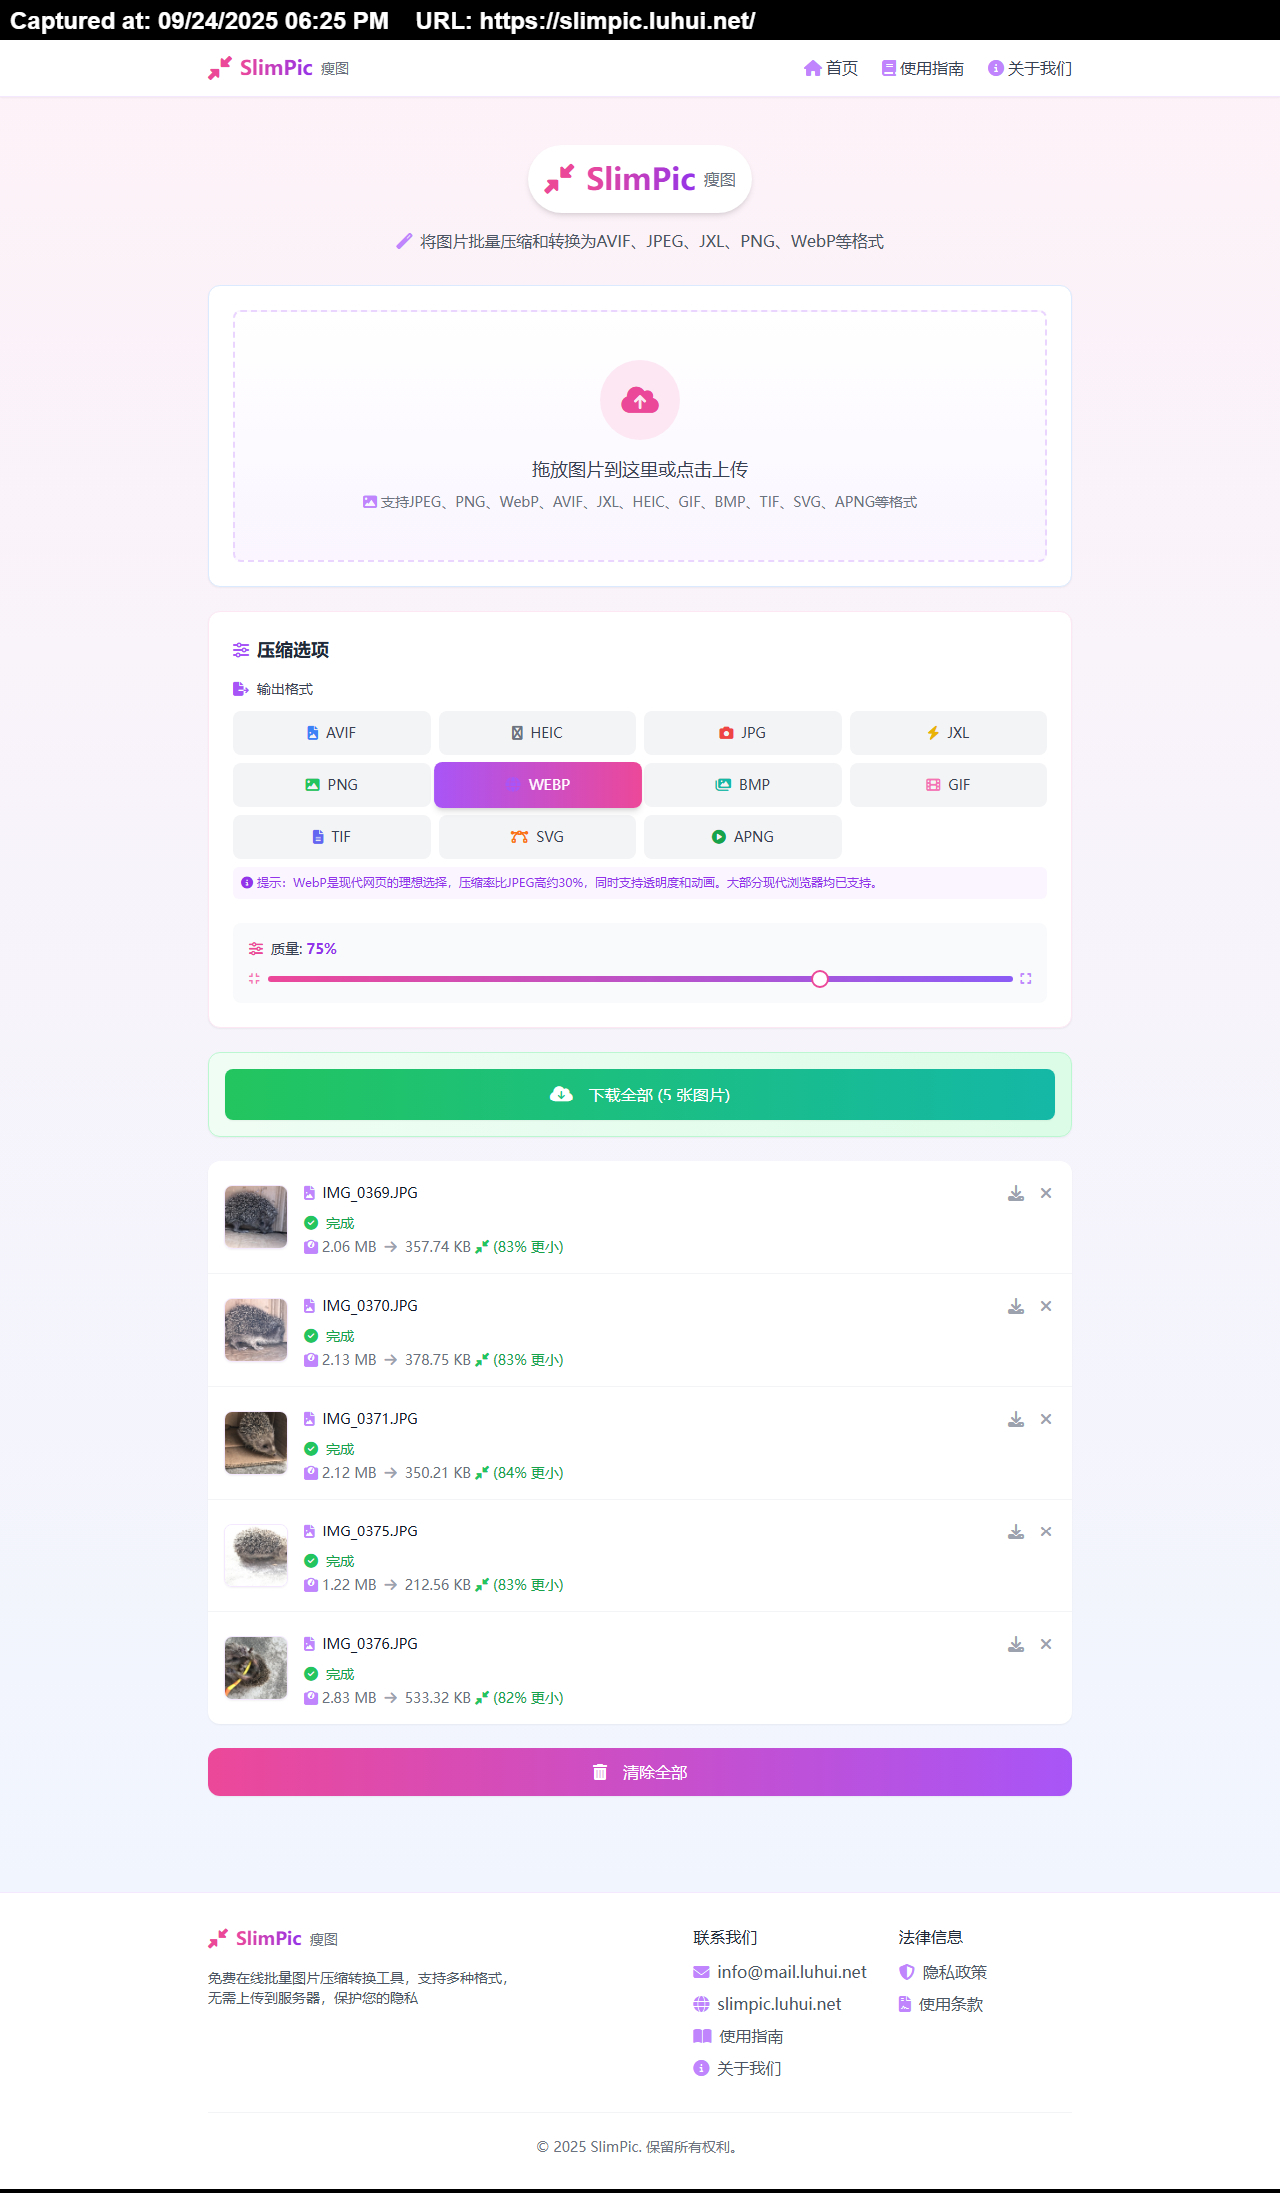 Captured at: 09/24/2025 06:25 PM URL: https://slimpic.luhui.net/
SlimPic 瘦图
首页 使用指南 关于我们
SlimPic 瘦图
将图片批量压缩和转换为AVIF、JPEG、JXL、PNG、WebP等格式
拖放图片到这里或点击上传
支持JPEG、PNG、WebP、AVIF、JXL、HEIC、GIF、BMP、TIF、SVG、APNG等格式
压缩选项
输出格式
AVIF HEIC JPG JXL
PNG WEBP BMP GIF
TIF SVG APNG
提示：WebP是现代网页的理想选择，压缩率比JPEG高约30%，同时支持透明度和动画。大部分现代浏览器均已支持。
质量: 75%
下载全部 (5 张图片)
IMG_0369.JPG
完成
2.06 MB → 357.74 KB (83% 更小)
IMG_0370.JPG
完成
2.13 MB → 378.75 KB (83% 更小)
IMG_0371.JPG
完成
2.12 MB → 350.21 KB (84% 更小)
IMG_0375.JPG
完成
1.22 MB → 212.56 KB (83% 更小)
IMG_0376.JPG
完成
2.83 MB → 533.32 KB (82% 更小)
清除全部
SlimPic 瘦图
免费在线批量图片压缩转换工具，支持多种格式，
无需上传到服务器，保护您的隐私
联系我们
info@mail.luhui.net
slimpic.luhui.net
使用指南
关于我们
法律信息
隐私政策
使用条款
© 2025 SlimPic. 保留所有权利。